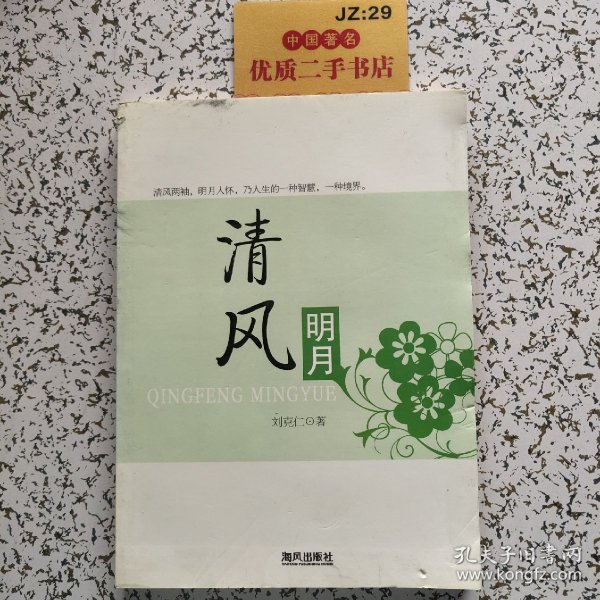 JZ:29
中国著名
优质二手书店
清风两袖，明月入怀，乃人生的一种智慧，一种境界。
清
风
明月
QINGFENG MINGYUE
刘克仁⊙著
海风出版社
孔夫子旧书网
www.kongfz.com